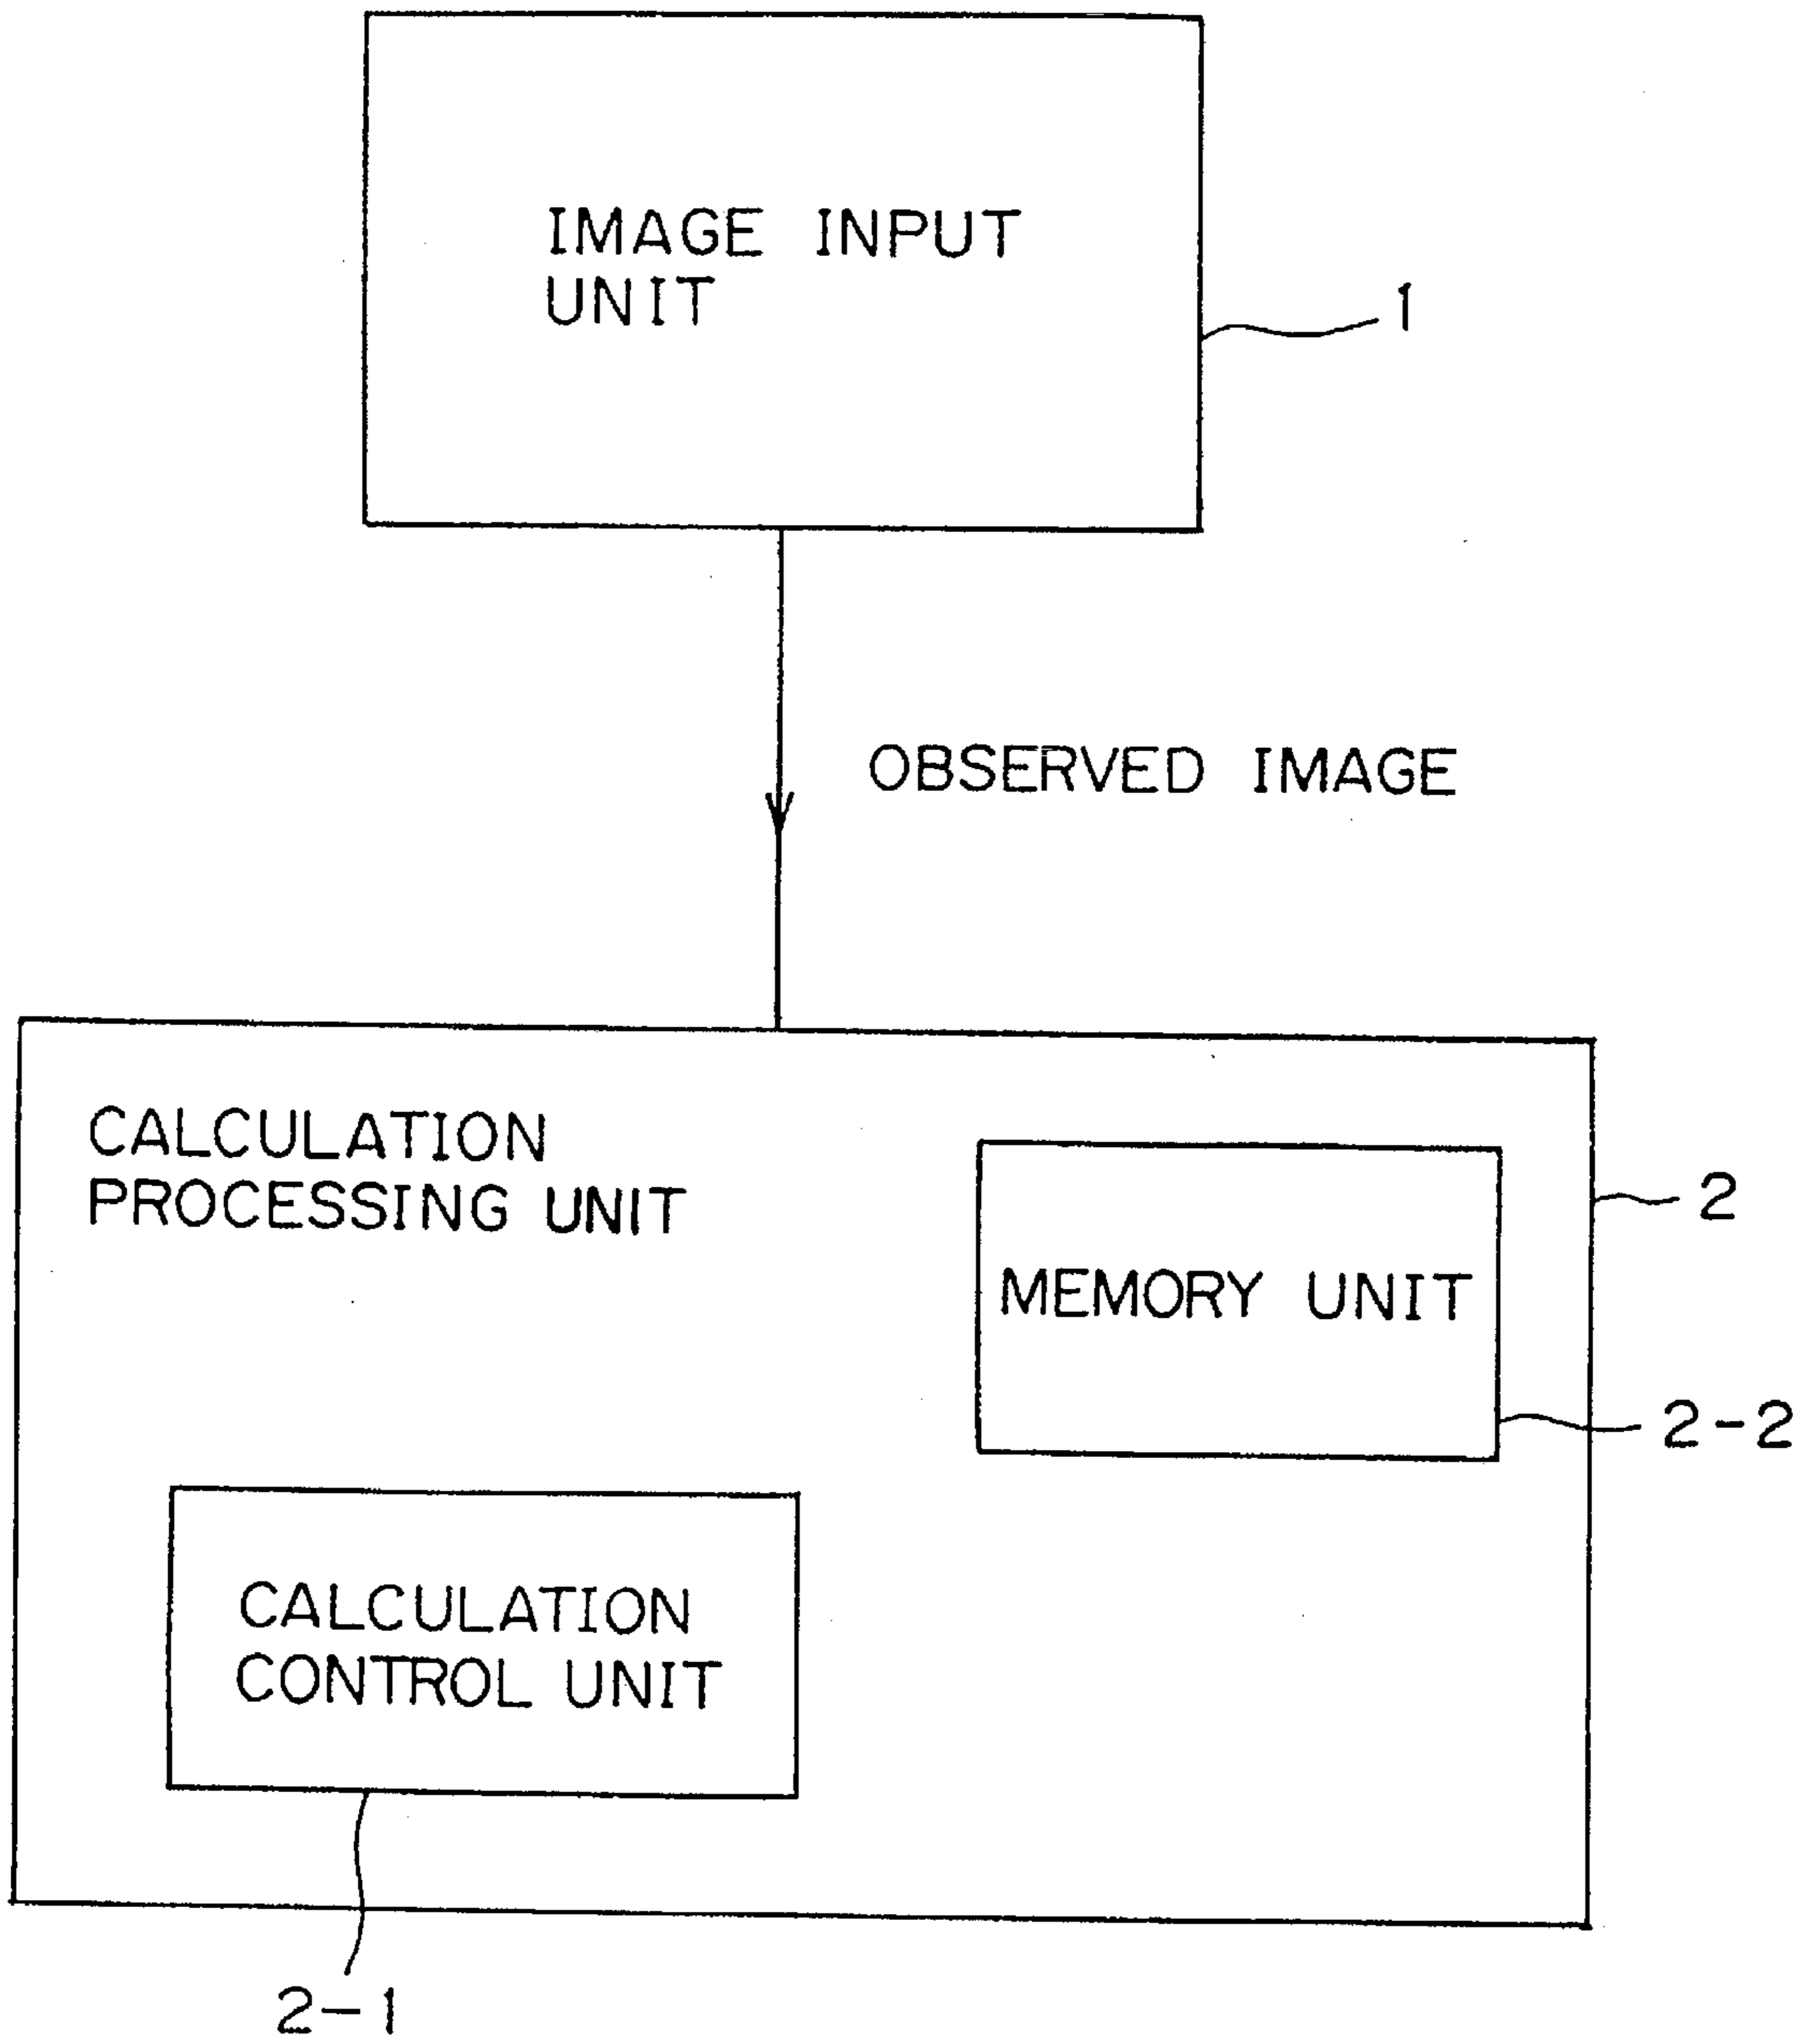 IMAGE INPUT
UNIT
1
OBSERVED IMAGE
CALCULATION
PROCESSING UNIT
2
MEMORY UNIT
2-2
CALCULATION
CONTROL UNIT
2-1